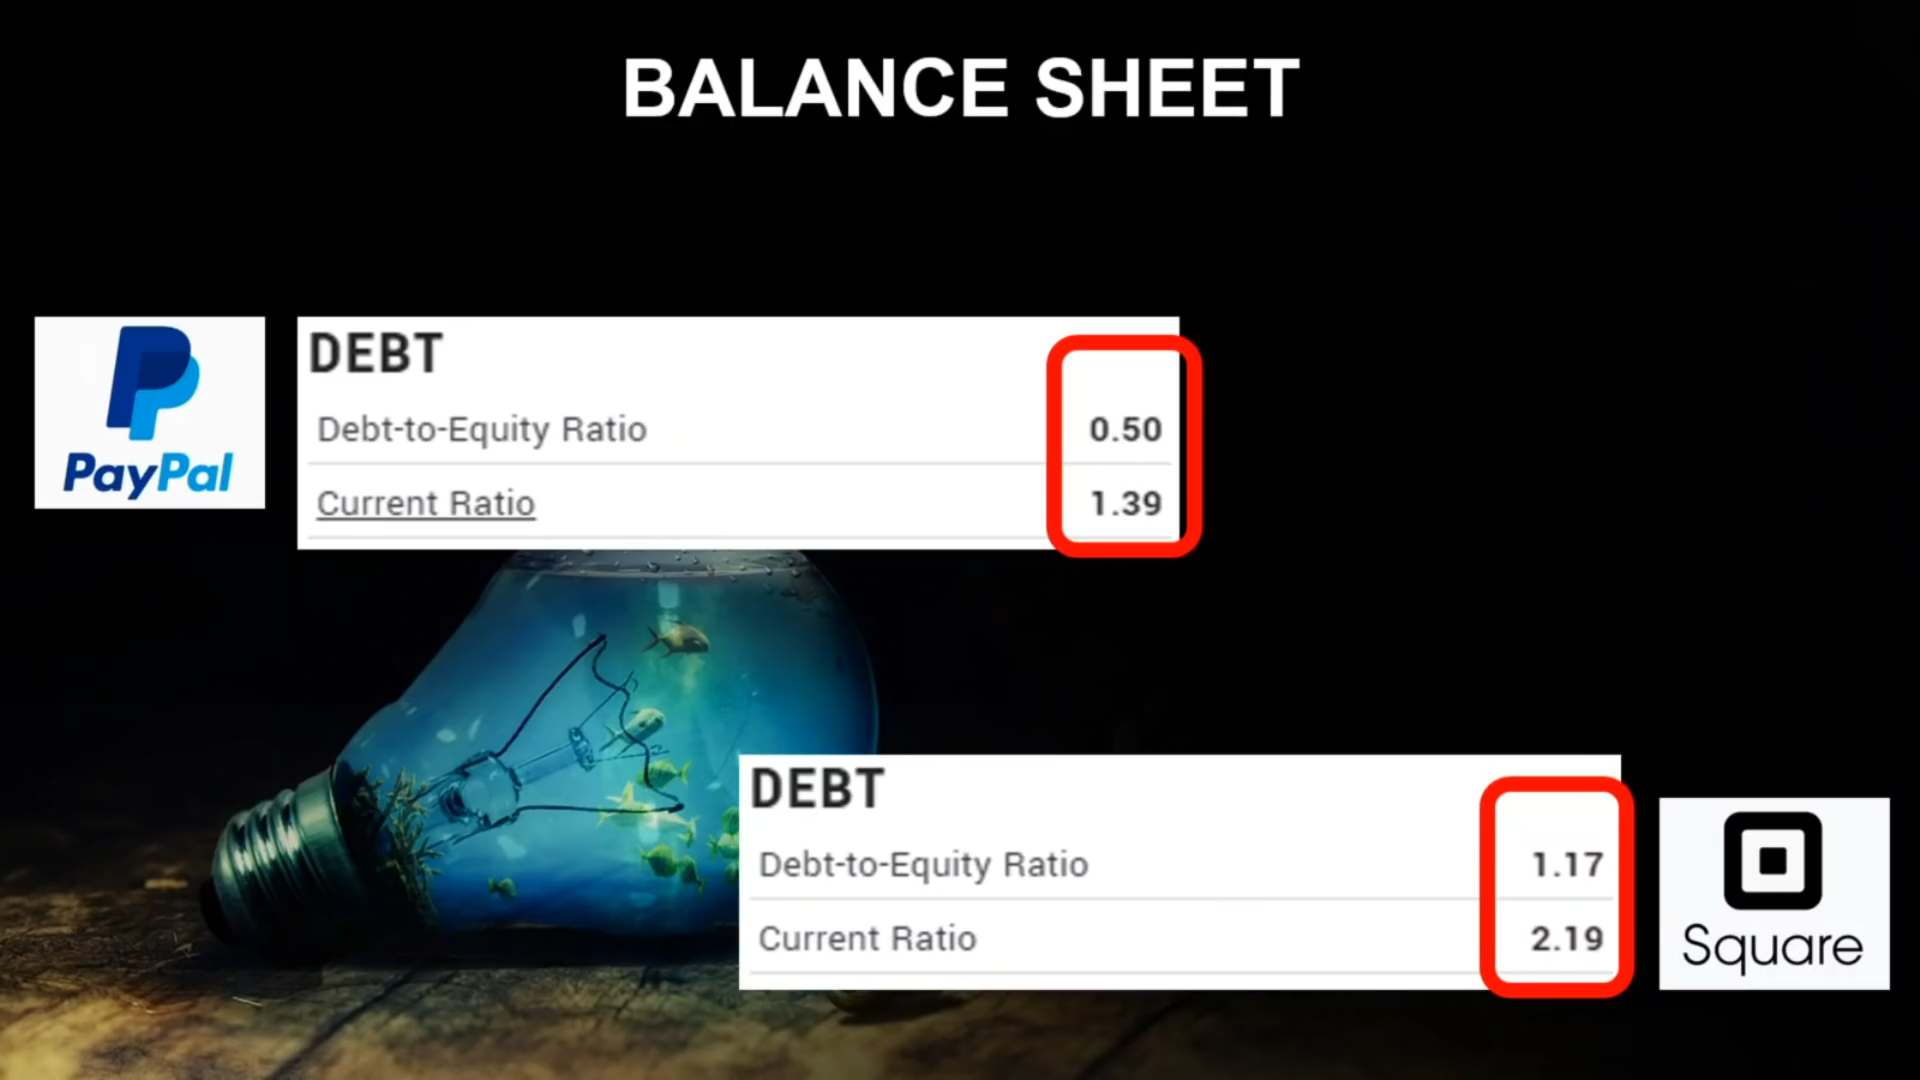 BALANCE SHEET
DEBT
Debt-to-Equity Ratio 0.50
Current Ratio 1.39
PayPal
DEBT
Debt-to-Equity Ratio 1.17
Current Ratio 2.19
Square